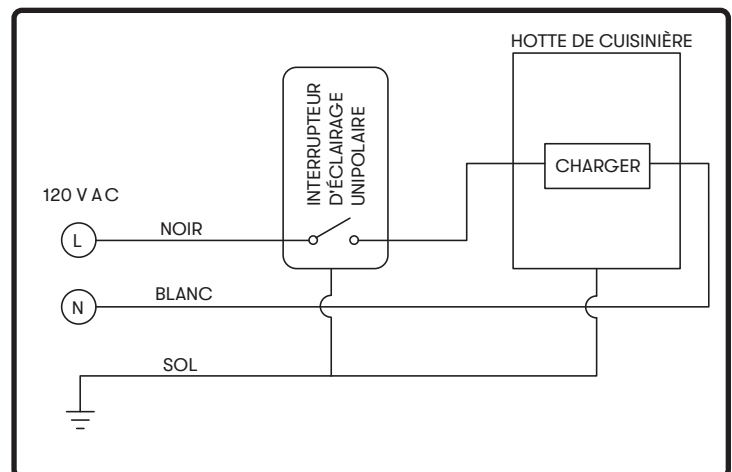 HOTTE DE CUISINIÈRE
INTERRUPTEUR
D'ÉCLAIRAGE
UNIPOLAIRE
CHARGER
120 V A C
L
NOIR
N
BLANC
SOL